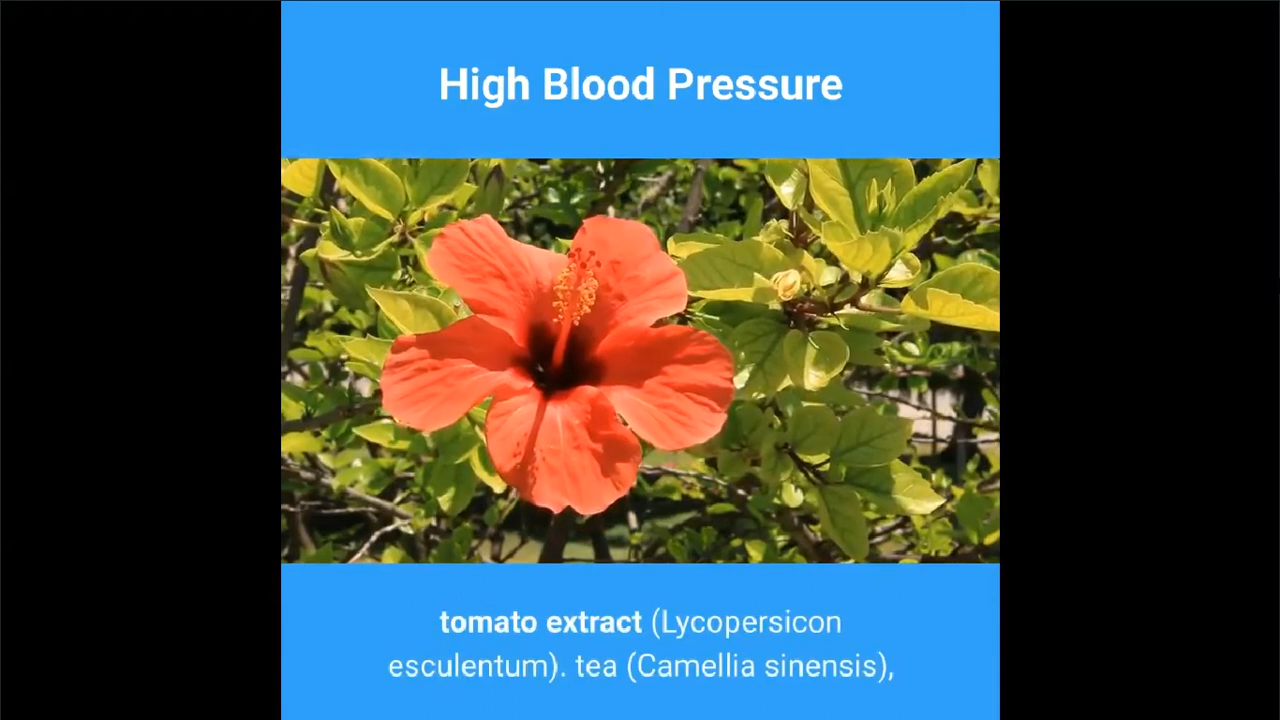 High Blood Pressure
tomato extract (Lycopersicon
esculentum). tea (Camellia sinensis),